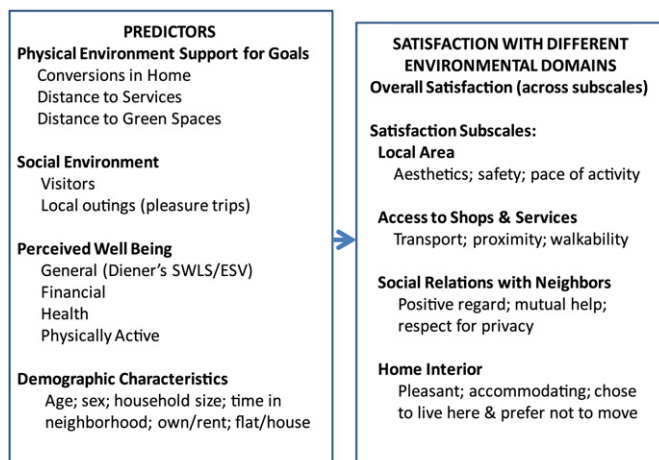 PREDICTORS
Physical Environment Support for Goals
Conversions in Home
Distance to Services
Distance to Green Spaces
Social Environment
Visitors
Local outings (pleasure trips)
Perceived Well Being
General (Diener's SWLS/ESV)
Financial
Health
Physically Active
Demographic Characteristics
Age; sex; household size; time in
neighborhood; own/rent; flat/house
SATISFACTION WITH DIFFERENT
ENVIRONMENTAL DOMAINS
Overall Satisfaction (across subscales)
Satisfaction Subscales:
Local Area
Aesthetics; safety; pace of activity
Access to Shops & Services
Transport; proximity; walkability
Social Relations with Neighbors
Positive regard; mutual help;
respect for privacy
Home Interior
Pleasant; accommodating; chose
to live here & prefer not to move